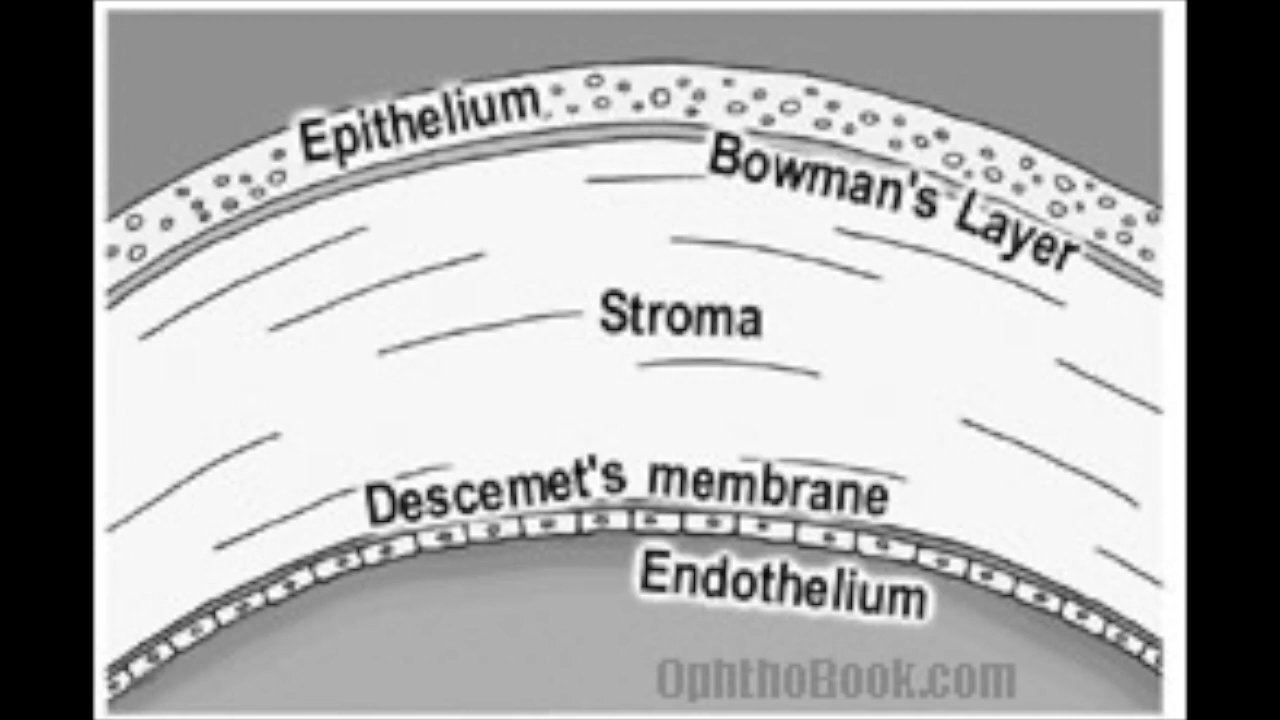 Epithelium
Bowman's Layer
Stroma
Descemet's membrane
Endothelium
OphthoBook.com